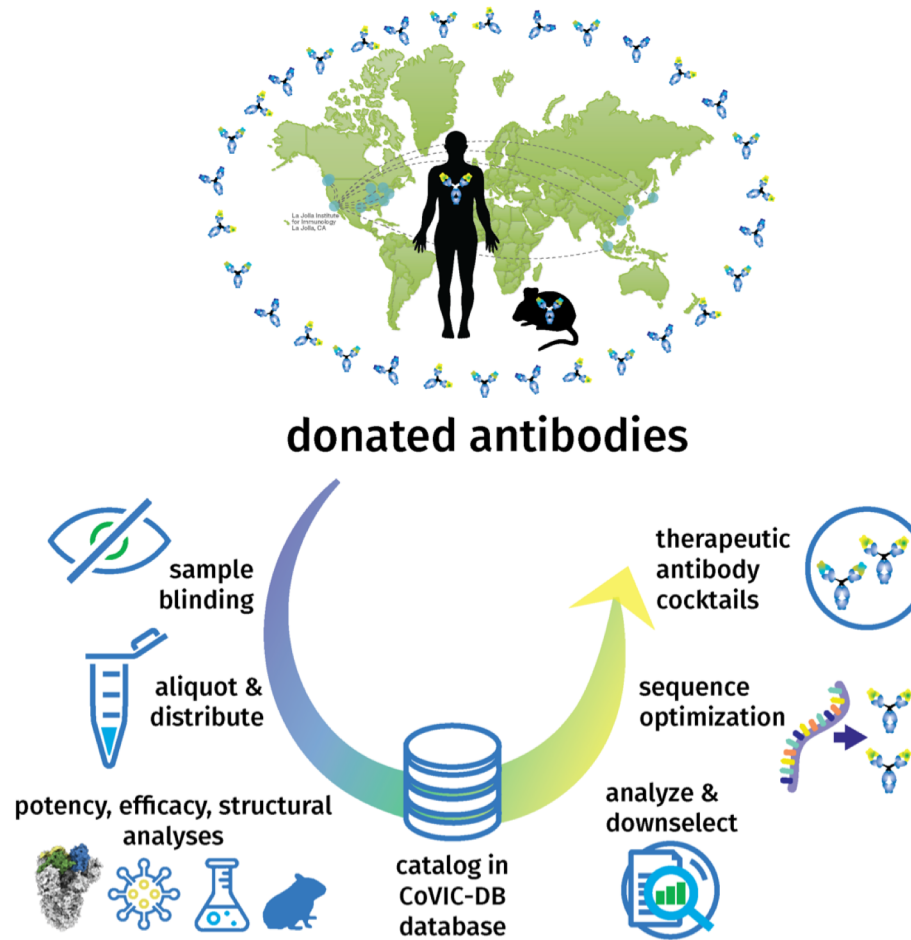 La Jolla Institute
for Immunology
La Jolla, CA
donated antibodies
sample
blinding
aliquot &
distribute
potency, efficacy, structural
analyses
catalog in
CoVIC-DB
database
analyze &
downselect
sequence
optimization
therapeutic
antibody
cocktails